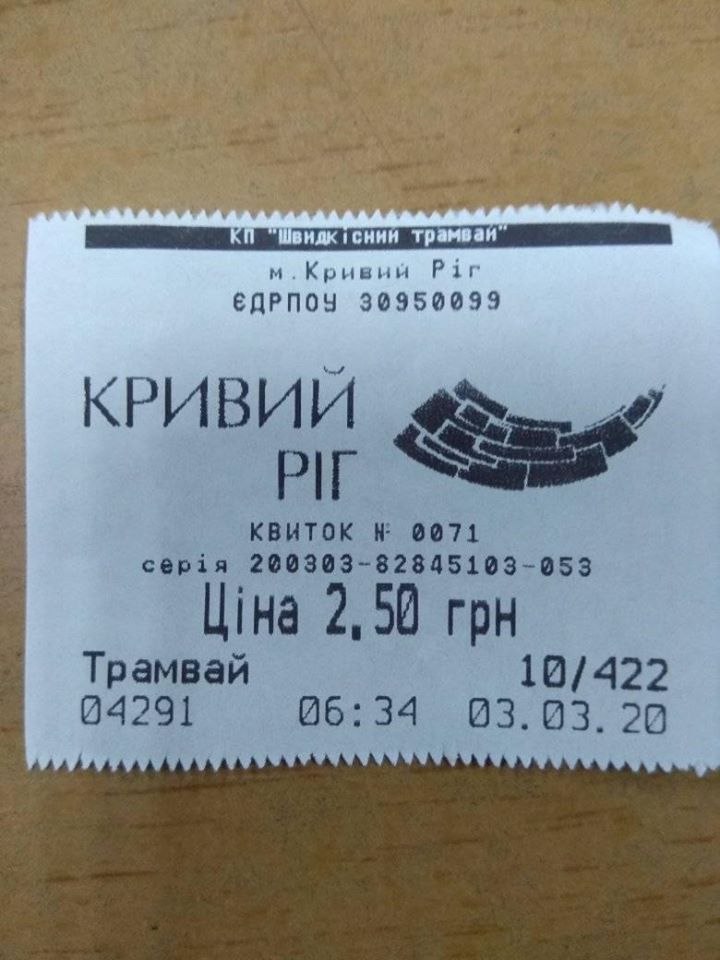 КП "Швидкісний трамвай"
м.Кривий Ріг
ЄДРПОУ 30950099
КРИВИЙ
РІГ
КВИТОК № 0071
серія 200303-82845103-053
Ціна 2,50 грн
Трамвай 10/422
04291 06:34 03.03.20